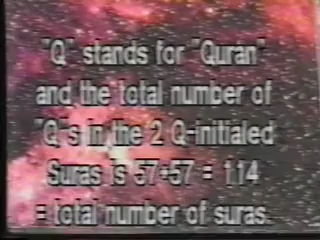 "Q" stands for "Quran"
and the total number of
"Q"s in the 2 Q-initialed
Suras is 57+57 = 114
= total number of suras.